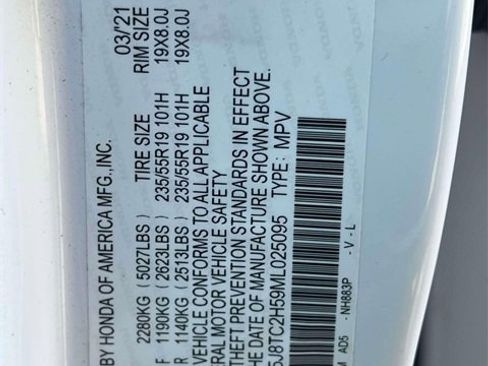 BY HONDA OF AMERICA MFG., INC. 03/21
2280KG (5027LBS) TIRE SIZE RIM SIZE
F 1190KG (2623LBS) 235/55R19 101H 19X8.0J
R 1140KG (2513LBS) 235/55R19 101H 19X8.0J
VEHICLE CONFORMS TO ALL APPLICABLE
ERAL MOTOR VEHICLE SAFETY
THEFT PREVENTION STANDARDS IN EFFECT
THE DATE OF MANUFACTURE SHOWN ABOVE.
5J8TC2H59ML025095 TYPE: MPV
M AD5 -NH883P -V-L